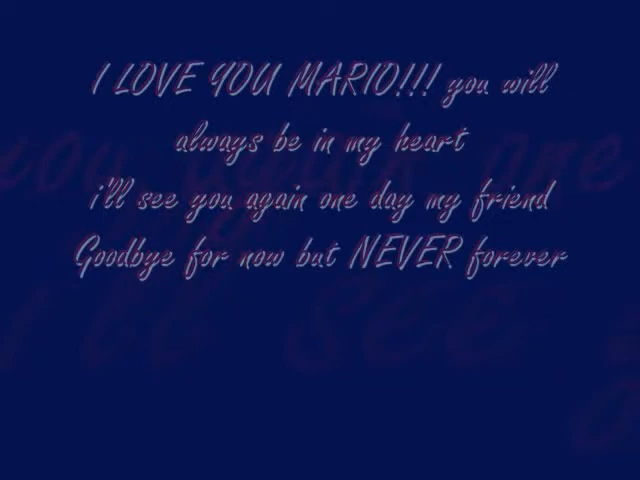 I LOVE YOU MARIO!!! you will
always be in my heart
i'll see you again one day my friend
Goodbye for now but NEVER forever